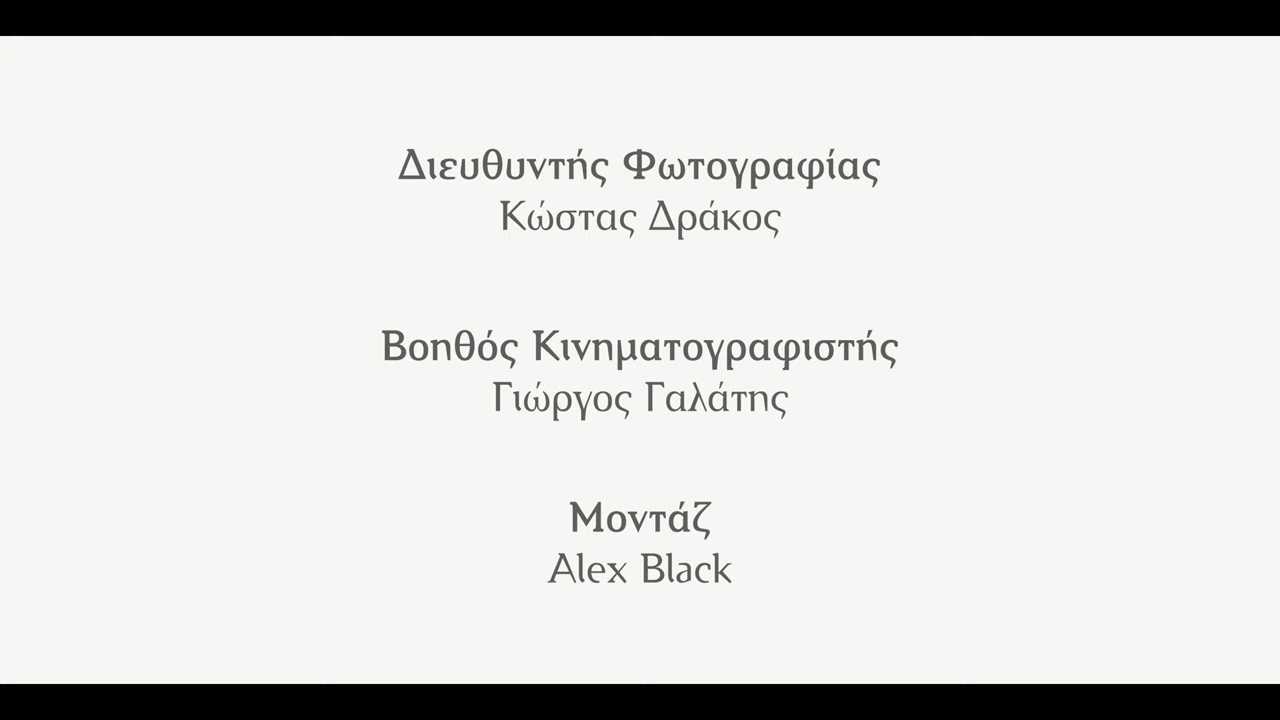 Διευθυντής Φωτογραφίας
Κώστας Δράκος
Βοηθός Κινηματογραφιστής
Γιώργος Γαλάτης
Μοντάζ
Alex Black